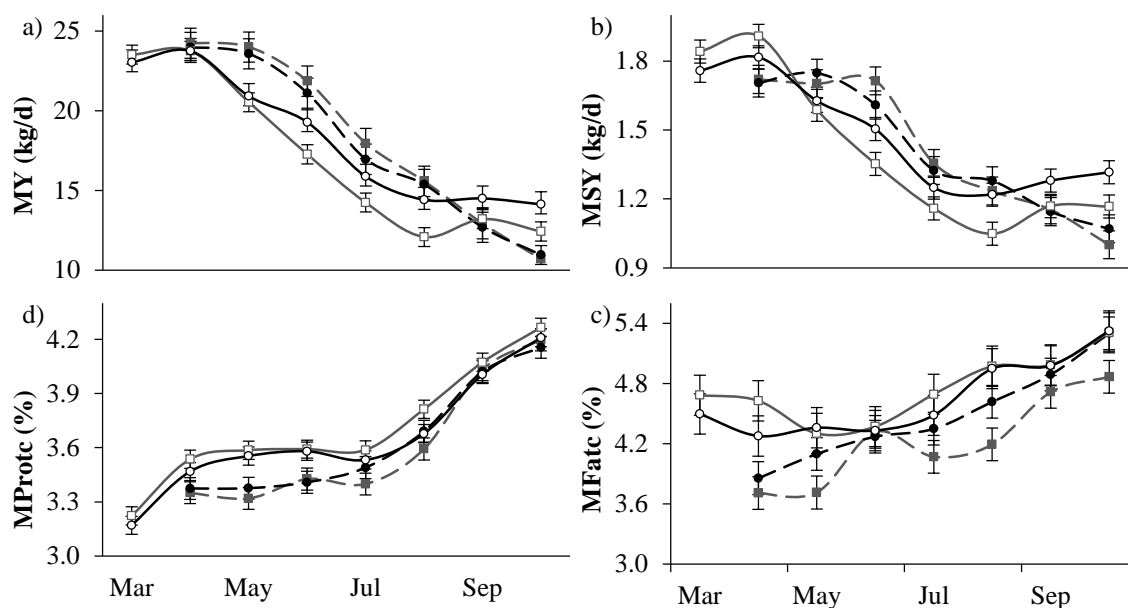 a)
MY (kg/d)
25
20
15
10
b)
MSY (kg/d)
1.8
1.5
1.2
0.9
d)
MProtc (%)
4.2
3.9
3.6
3.3
3.0
Mar May Jul Sep
c)
MFatc (%)
5.4
4.8
4.2
3.6
3.0
Mar May Jul Sep